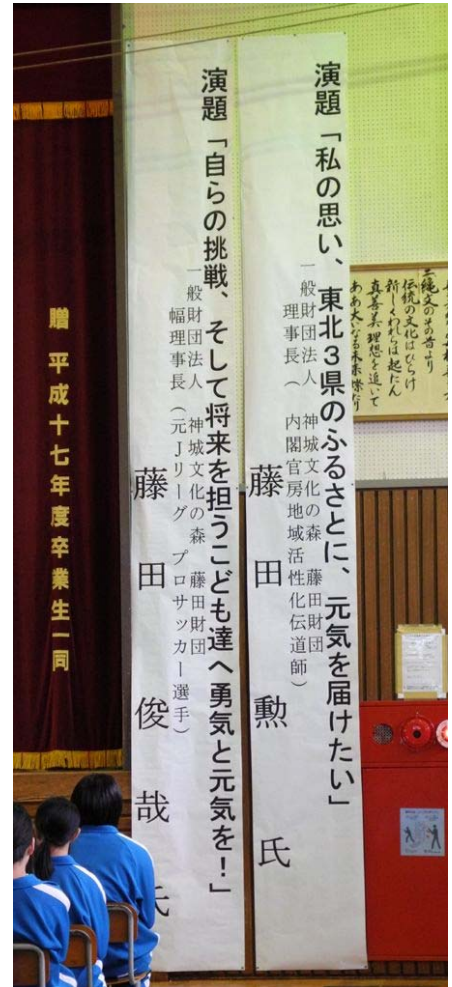 演題「私の思い、東北3県のふるさとに、元気を届けたい」
一般財団法人 神城文化の森 藤田財団
理事長(内閣官房地域活性化伝道師)
藤田勲氏
演題「自らの挑戦、そして将来を担うこども達へ勇気と元気を!」
一般財団法人 神城文化の森 藤田財団
幅理事長(元Jリーグ プロサッカー選手)
藤田俊哉氏
贈 平成十七年度卒業生一同
縄文のその昔より
伝統の文化はひらけ
新しくわれらは起たん
真善美理想を追いて
ああ大いなる未来